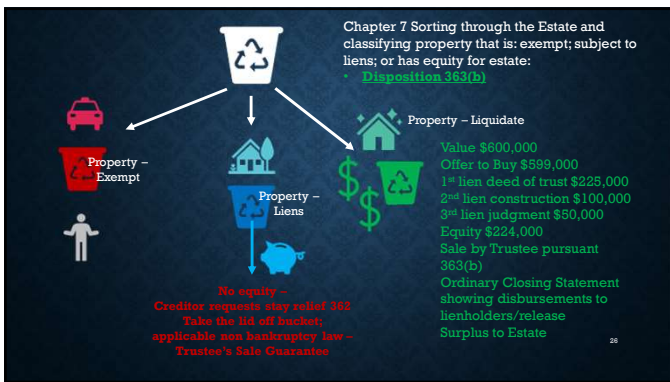 Chapter 7 Sorting through the Estate and
classifying property that is: exempt; subject to
liens; or has equity for estate:
• Disposition 363(b)
Property –
Exempt
Property –
Liens
No equity –
Creditor requests stay relief 362
Take the lid off bucket;
applicable non bankruptcy law –
Trustee's Sale Guarantee
Property – Liquidate
Value $600,000
Offer to Buy $599,000
1st lien deed of trust $225,000
2nd lien construction $100,000
3rd lien judgment $50,000
Equity $224,000
Sale by Trustee pursuant
363(b)
Ordinary Closing Statement
showing disbursements to
lienholders/release
Surplus to Estate
26